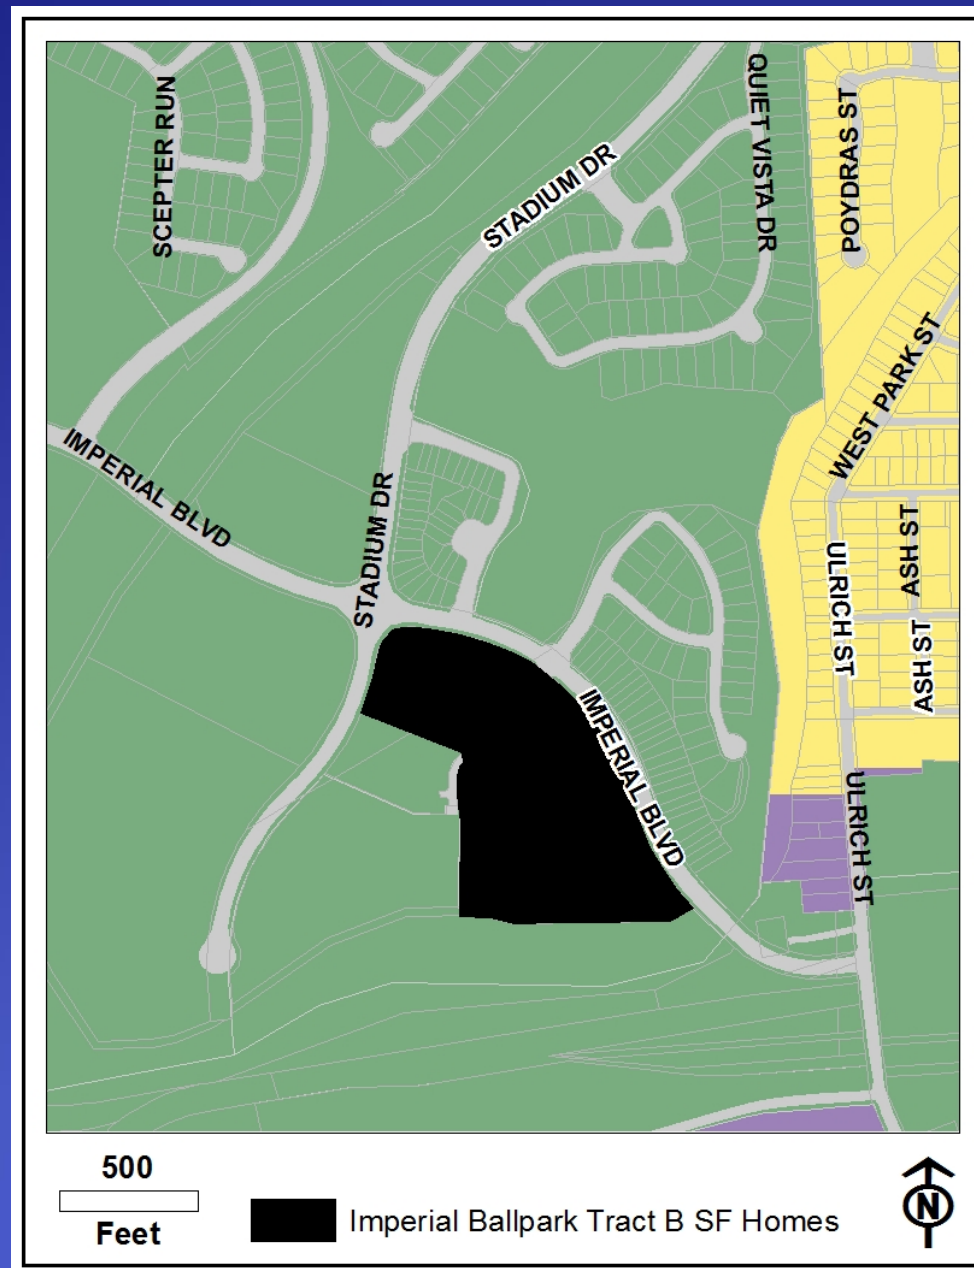 SCEPTER RUN
STADIUM DR
QUIET VISTA DR
POYDRAS ST
WEST PARK ST
IMPERIAL BLVD
STADIUM DR
ULRICH ST
ASH ST
ASH ST
IMPERIAL BLVD
ULRICH ST
500
Feet
Imperial Ballpark Tract B SF Homes
N